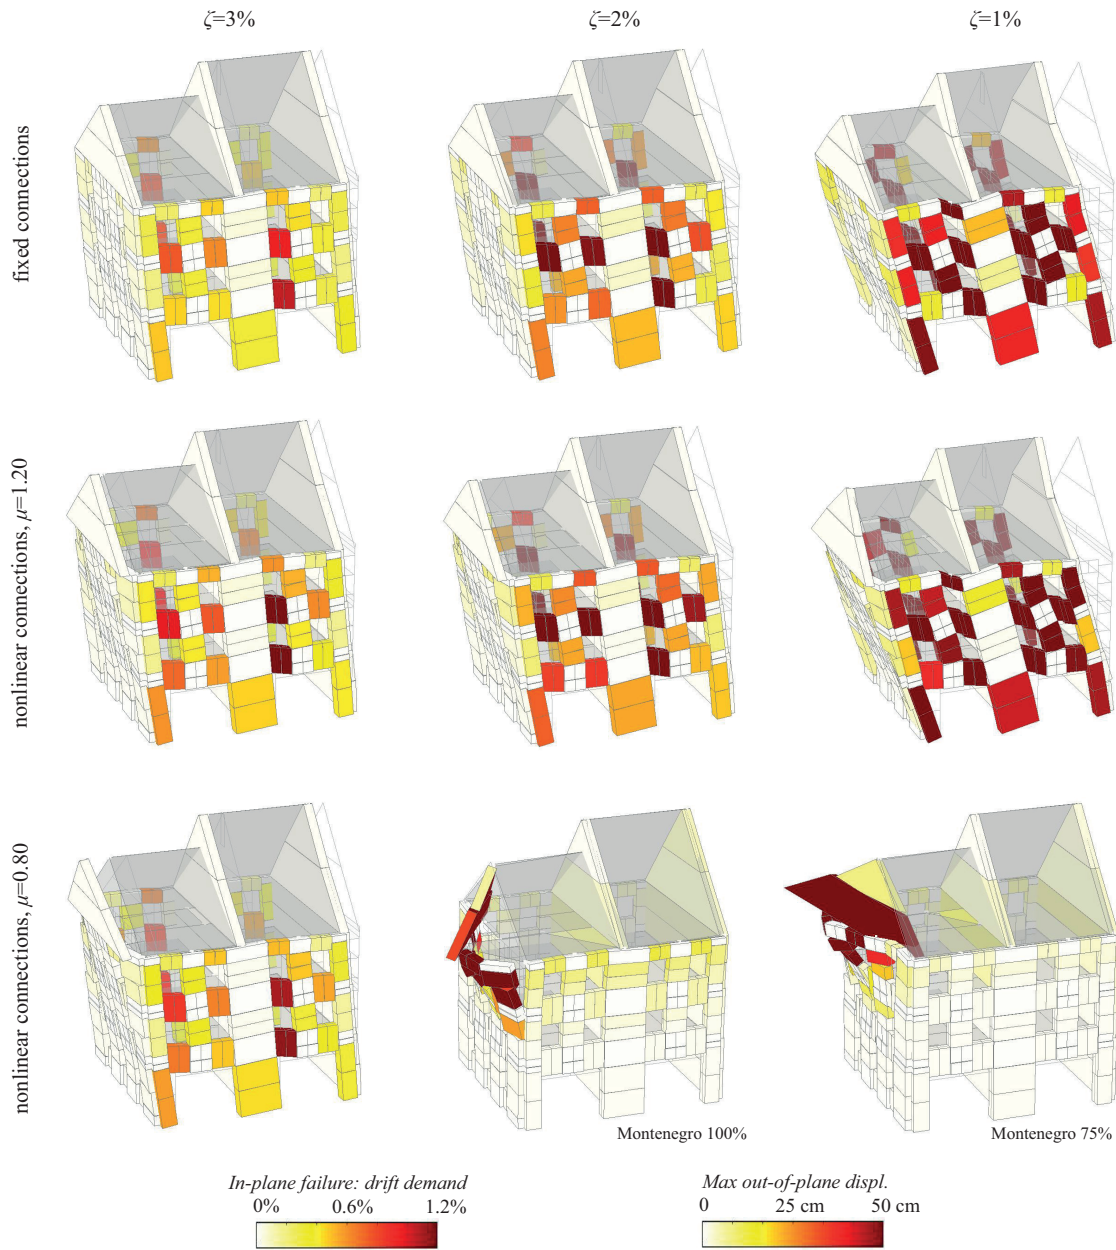 ζ=3%
ζ=2%
ζ=1%
fixed connections
nonlinear connections, μ=1.20
nonlinear connections, μ=0.80
Montenegro 100%
Montenegro 75%
In-plane failure: drift demand
0%
0.6%
1.2%
Max out-of-plane displ.
0
25 cm
50 cm